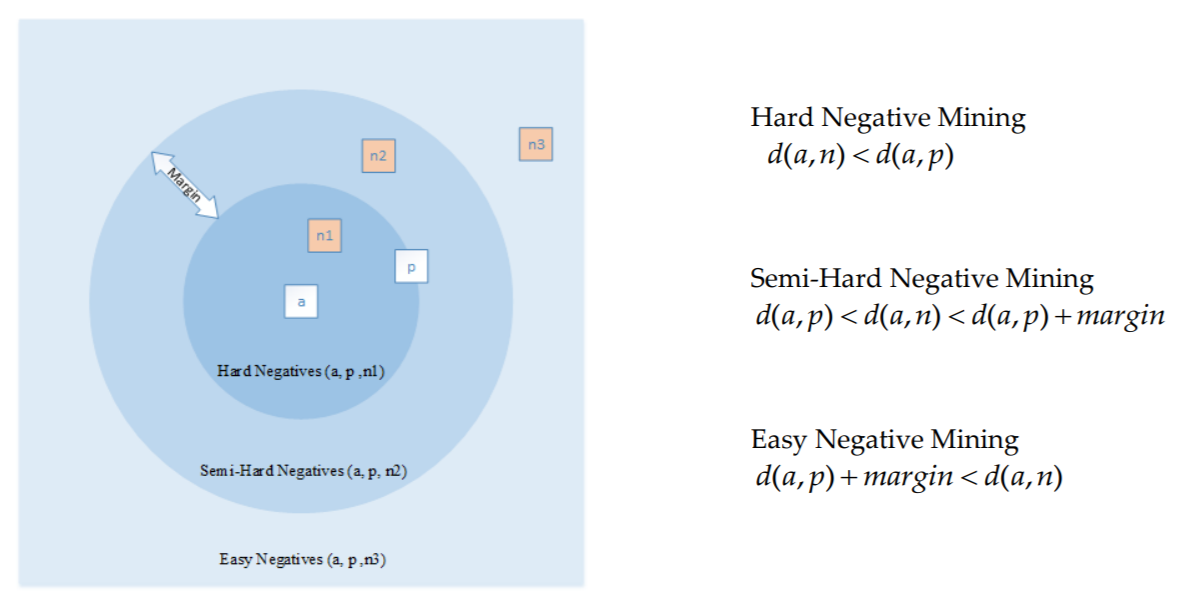 Margin
n1
n2
n3
p
a
Hard Negatives (a, p ,n1)
Semi-Hard Negatives (a, p, n2)
Easy Negatives (a, p ,n3)
Hard Negative Mining
d(a,n) < d(a,p)
Semi-Hard Negative Mining
d(a,p) < d(a,n) < d(a,p) + margin
Easy Negative Mining
d(a,p) + margin < d(a,n)